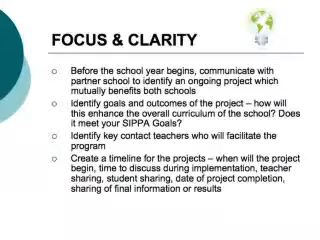 FOCUS & CLARITY
Before the school year begins, communicate with
partner school to identify an ongoing project which
mutually benefits both schools
Identify goals and outcomes of the project – how will
this enhance the overall curriculum of the school? Does
it meet your SIPPA Goals?
Identify key contact teachers who will facilitate the
program
Create a timeline for the projects – when will the project
begin, time to discuss during implementation, teacher
sharing, student sharing, date of project completion,
sharing of final information or results